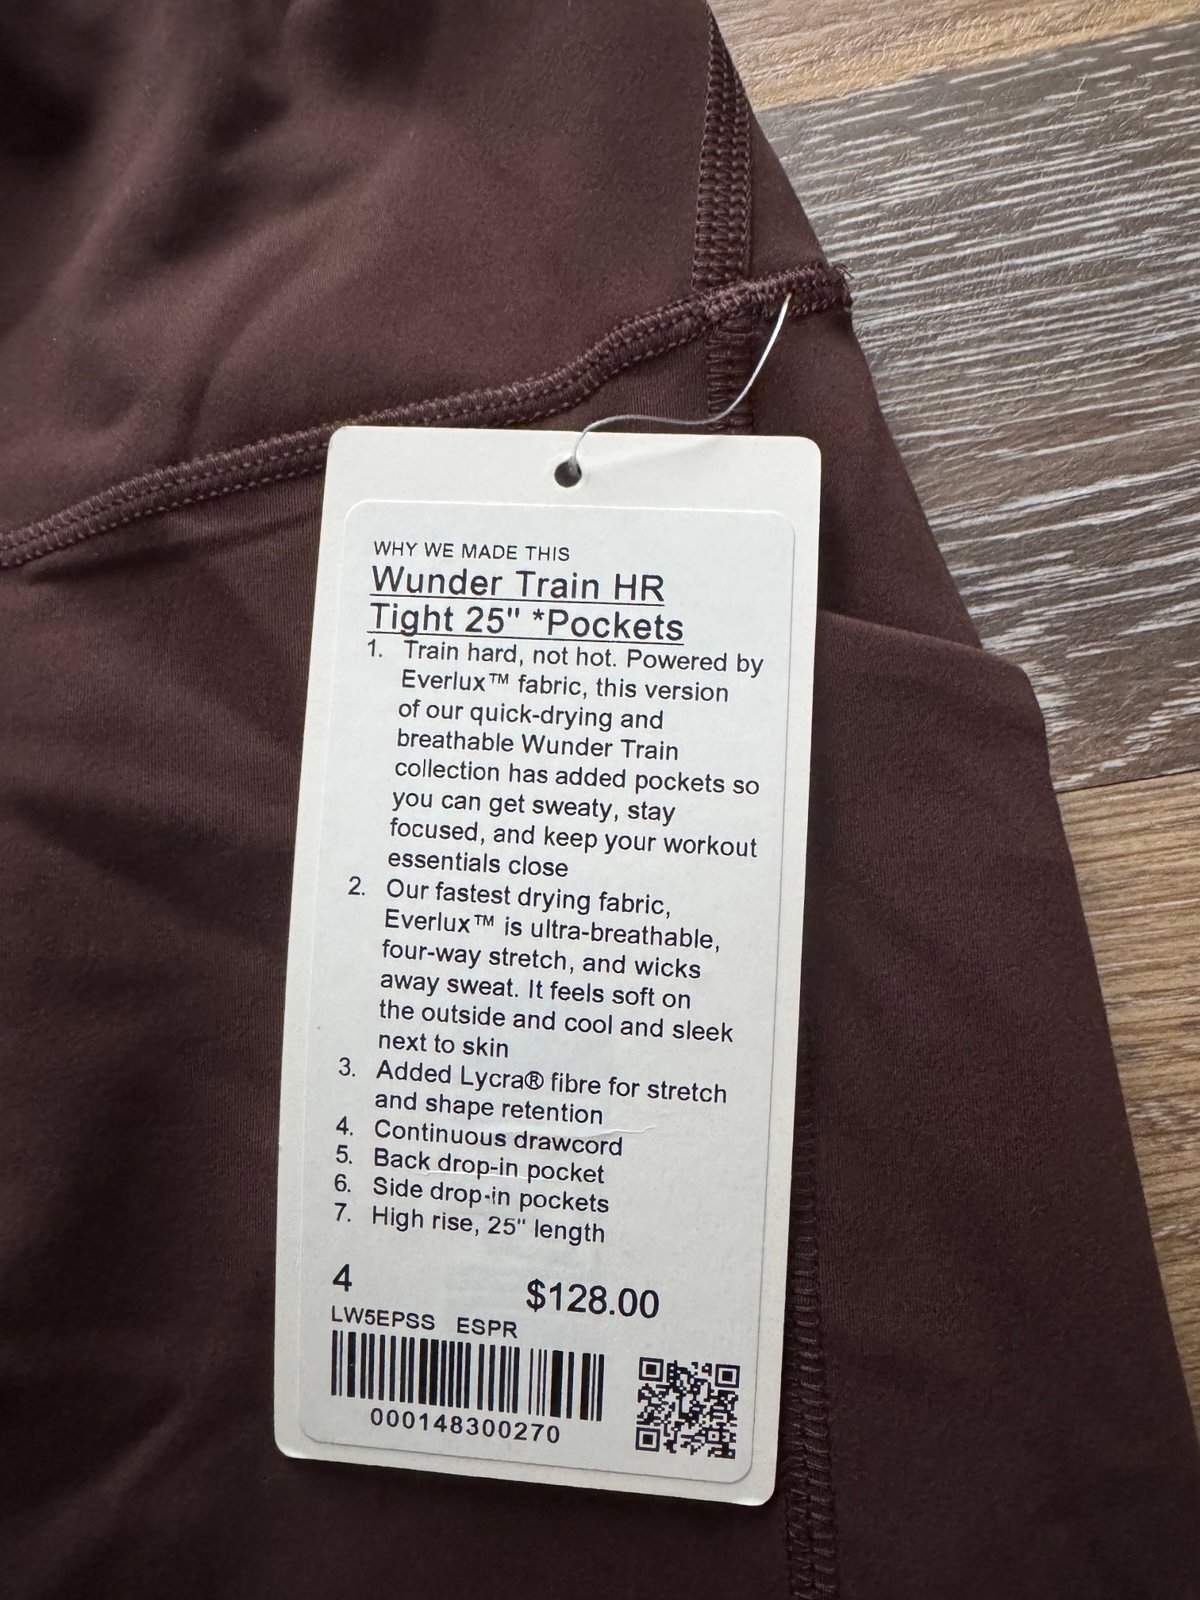 WHY WE MADE THIS
Wunder Train HR
Tight 25" *Pockets
1. Train hard, not hot. Powered by
Everlux™ fabric, this version
of our quick-drying and
breathable Wunder Train
collection has added pockets so
you can get sweaty, stay
focused, and keep your workout
essentials close
2. Our fastest drying fabric,
Everlux™ is ultra-breathable,
four-way stretch, and wicks
away sweat. It feels soft on
the outside and cool and sleek
next to skin
3. Added Lycra® fibre for stretch
and shape retention
4. Continuous drawcord
5. Back drop-in pocket
6. Side drop-in pockets
7. High rise, 25" length
4 $128.00
LW5EPSS ESPR
000148300270